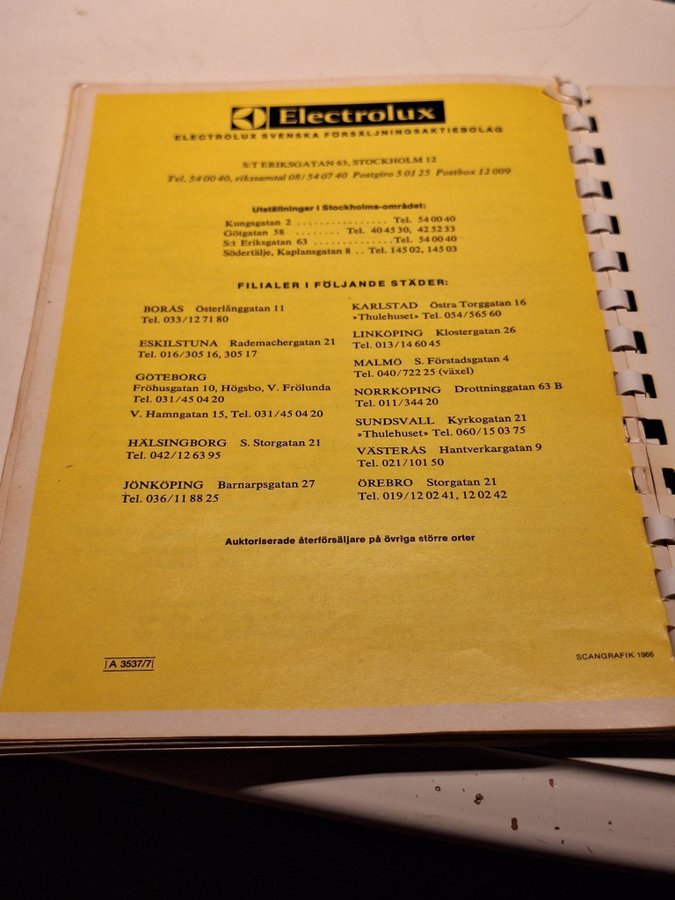 Electrolux
ELECTROLUX SVENSKA FÖRSÄLJNINGSAKTIEBOLAG
S:T ERIKSGATAN 63, STOCKHOLM 12
Tel. 54 00 40, rikssamtal 08/54 07 40 Postgiro 5 01 25 Postbox 12 009
Utställningar i Stockholms-området:
Kungsgatan 2 . . . . . . . . . . . . . . . . Tel. 54 00 40
Götgatan 58 . . . . . . . . Tel. 40 45 30, 42 52 33
S:t Eriksgatan 63 . . . . . . . . . . . . . Tel. 54 00 40
Södertälje, Kaplansgatan 8 . . Tel. 145 02, 145 03
FILIALER I FÖLJANDE STÄDER:
BORÅS Österlånggatan 11
Tel. 033/12 71 80
ESKILSTUNA Rademachergatan 21
Tel. 016/305 16, 305 17
GÖTEBORG
Fröhusgatan 10, Högsbo, V. Frölunda
Tel. 031/45 04 20
V. Hamngatan 15, Tel. 031/45 04 20
HÄLSINGBORG S. Storgatan 21
Tel. 042/12 63 95
JÖNKÖPING Barnarpsgatan 27
Tel. 036/11 88 25
KARLSTAD Östra Torggatan 16
»Thulehuset» Tel. 054/565 60
LINKÖPING Klostergatan 26
Tel. 013/14 60 45
MALMÖ S. Förstadsgatan 4
Tel. 040/722 25 (växel)
NORRKÖPING Drottninggatan 63 B
Tel. 011/344 20
SUNDSVALL Kyrkogatan 21
»Thulehuset» Tel. 060/15 03 75
VÄSTERÅS Hantverkargatan 9
Tel. 021/101 50
ÖREBRO Storgatan 21
Tel. 019/12 02 41, 12 02 42
Auktoriserade återförsäljare på övriga större orter
A 3537/7
SCANGRAFIK 1966